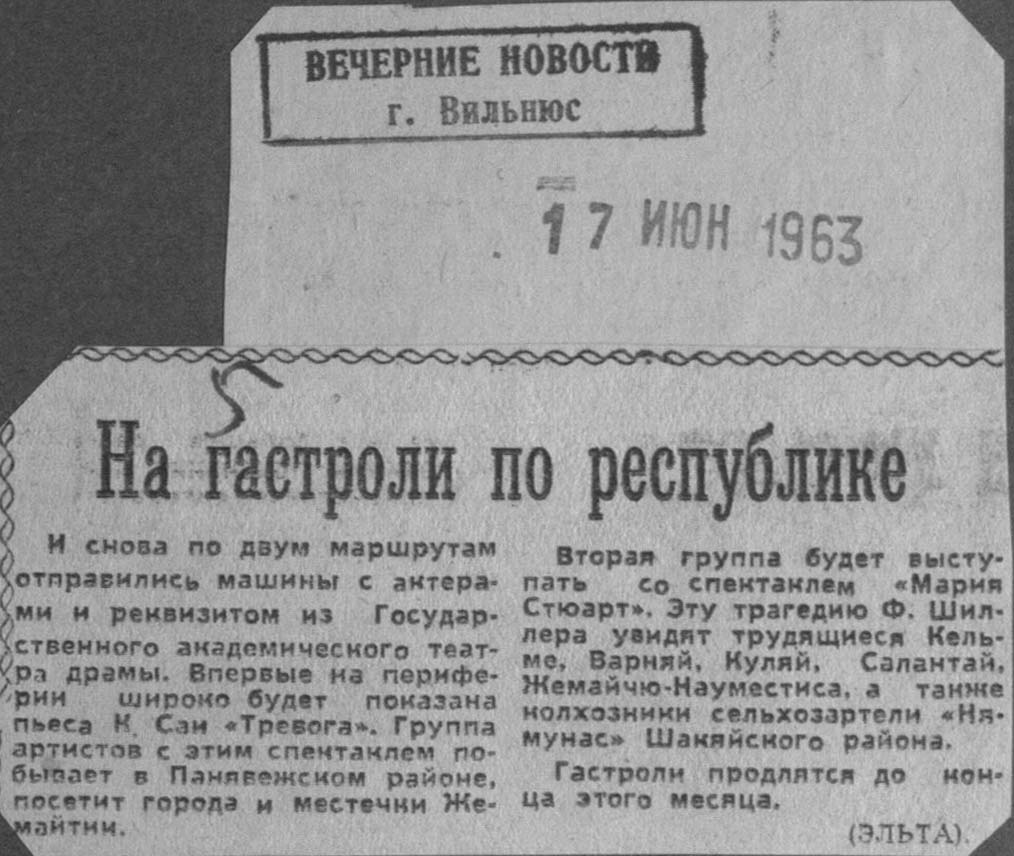 ВЕЧЕРНИЕ НОВОСТИ
г. Вильнюс
17 ИЮН 1963
На гастроли по республике
И снова по двум маршрутам
отправились машины с актера-
ми и реквизитом из Государ-
ственного академического теат-
ра драмы. Впервые на перифе-
рии широко будет показана
пьеса К. Саи «Тревога». Группа
артистов с этим спектаклем по-
бывает в Панявежском районе,
посетит города и местечки Же-
майтии.
Вторая группа будет высту-
пать со спектаклем «Мария
Стюарт». Эту трагедию Ф. Шил-
лера увидят трудящиеся Кель-
ме, Варняй, Куляй, Салантай,
Жемайчю-Науместиса, а также
колхозники сельхозартели «Ня-
мунас» Шакяйского района.
Гастроли продлятся до кон-
ца этого месяца.
(ЭЛЬТА).